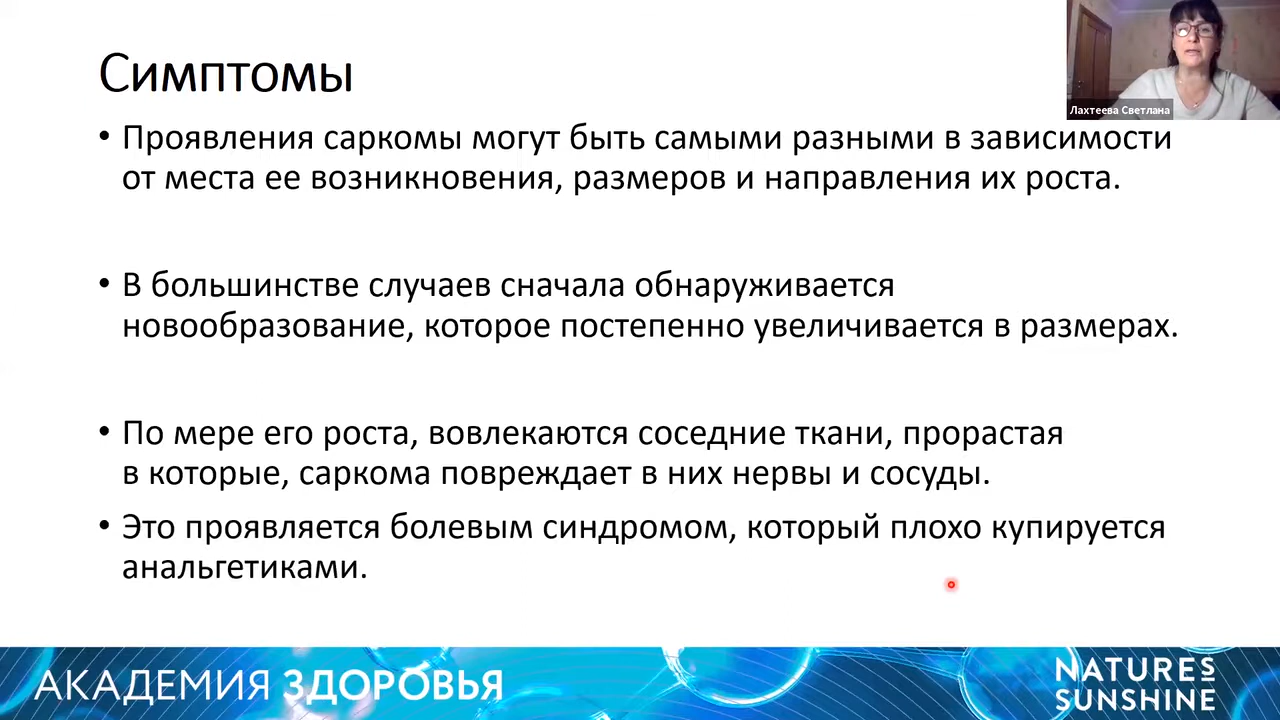 Симптомы
Лахтеева Светлана
• Проявления саркомы могут быть самыми разными в зависимости
от места ее возникновения, размеров и направления их роста.
• В большинстве случаев сначала обнаруживается
новообразование, которое постепенно увеличивается в размерах.
• По мере его роста, вовлекаются соседние ткани, прорастая
в которые, саркома повреждает в них нервы и сосуды.
• Это проявляется болевым синдромом, который плохо купируется
анальгетиками.
АКАДЕМИЯ ЗДОРОВЬЯ
NATURES
SUNSHINE